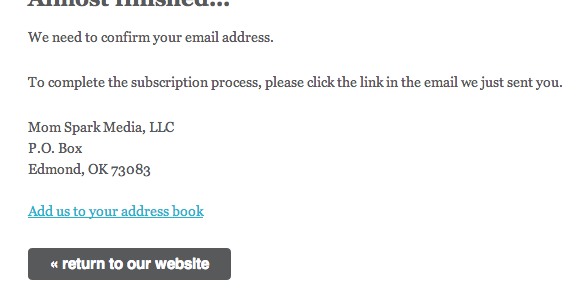 Almost finished...
We need to confirm your email address.
To complete the subscription process, please click the link in the email we just sent you.
Mom Spark Media, LLC
P.O. Box
Edmond, OK 73083
Add us to your address book
« return to our website